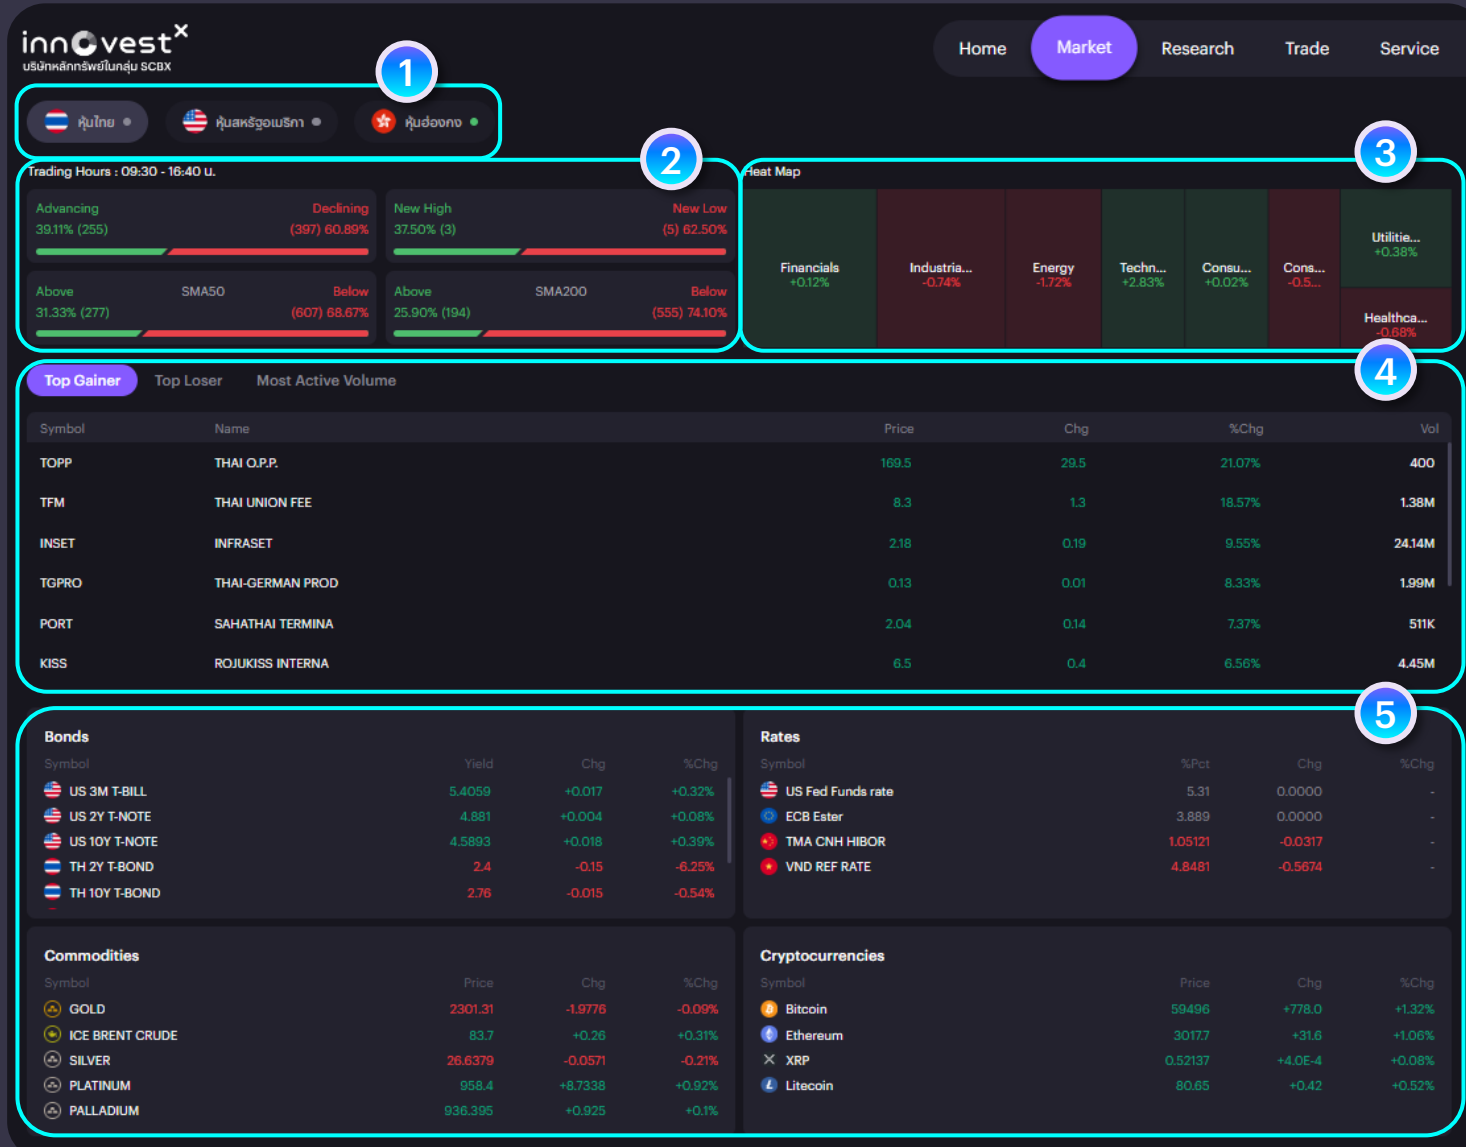 innovestx
บริษัทหลักทรัพย์ในกลุ่ม SCBX
Home Market Research Trade Service
1
หุ้นไทย หุ้นสหรัฐอเมริกา หุ้นฮ่องกง
2
3
Trading Hours : 09:30 - 16:40 น.
Advancing Declining
39.11% (255) (397) 60.89%
New High New Low
37.50% (3) (5) 62.50%
Above SMA50 Below
31.33% (277) (607) 68.67%
Above SMA200 Below
25.90% (194) (555) 74.10%
Heat Map
Financials
+0.12%
Industria...
-0.74%
Energy
-1.72%
Techn...
+2.83%
Consu...
+0.02%
Cons...
-0.5...
Utilitie...
+0.38%
Healthca...
-0.68%
4
Top Gainer Top Loser Most Active Volume
Symbol Name Price Chg %Chg Vol
TOPP THAI O.P.P. 169.5 29.5 21.07% 400
TFM THAI UNION FEE 8.3 1.3 18.57% 1.38M
INSET INFRASET 2.18 0.19 9.55% 24.14M
TGPRO THAI-GERMAN PROD 0.13 0.01 8.33% 1.99M
PORT SAHATHAI TERMINA 2.04 0.14 7.37% 511K
KISS ROJUKISS INTERNA 6.5 0.4 6.56% 4.45M
5
Bonds
Symbol Yield Chg %Chg
US 3M T-BILL 5.4059 +0.017 +0.32%
US 2Y T-NOTE 4.881 +0.004 +0.08%
US 10Y T-NOTE 4.5893 +0.018 +0.39%
TH 2Y T-BOND 2.4 -0.15 -6.25%
TH 10Y T-BOND 2.76 -0.015 -0.54%
Rates
Symbol %Pct Chg %Chg
US Fed Funds rate 5.31 0.0000 -
ECB Ester 3.889 0.0000 -
TMA CNH HIBOR 1.05121 -0.0317 -
VND REF RATE 4.8481 -0.5674 -
Commodities
Symbol Price Chg %Chg
GOLD 2301.31 -1.9776 -0.09%
ICE BRENT CRUDE 83.7 +0.26 +0.31%
SILVER 26.6379 -0.0571 -0.21%
PLATINUM 958.4 +8.7338 +0.92%
PALLADIUM 936.395 +0.925 +0.1%
Cryptocurrencies
Symbol Price Chg %Chg
Bitcoin 59496 +778.0 +1.32%
Ethereum 3017.7 +31.6 +1.06%
XRP 0.52137 +4.0E-4 +0.08%
Litecoin 80.65 +0.42 +0.52%